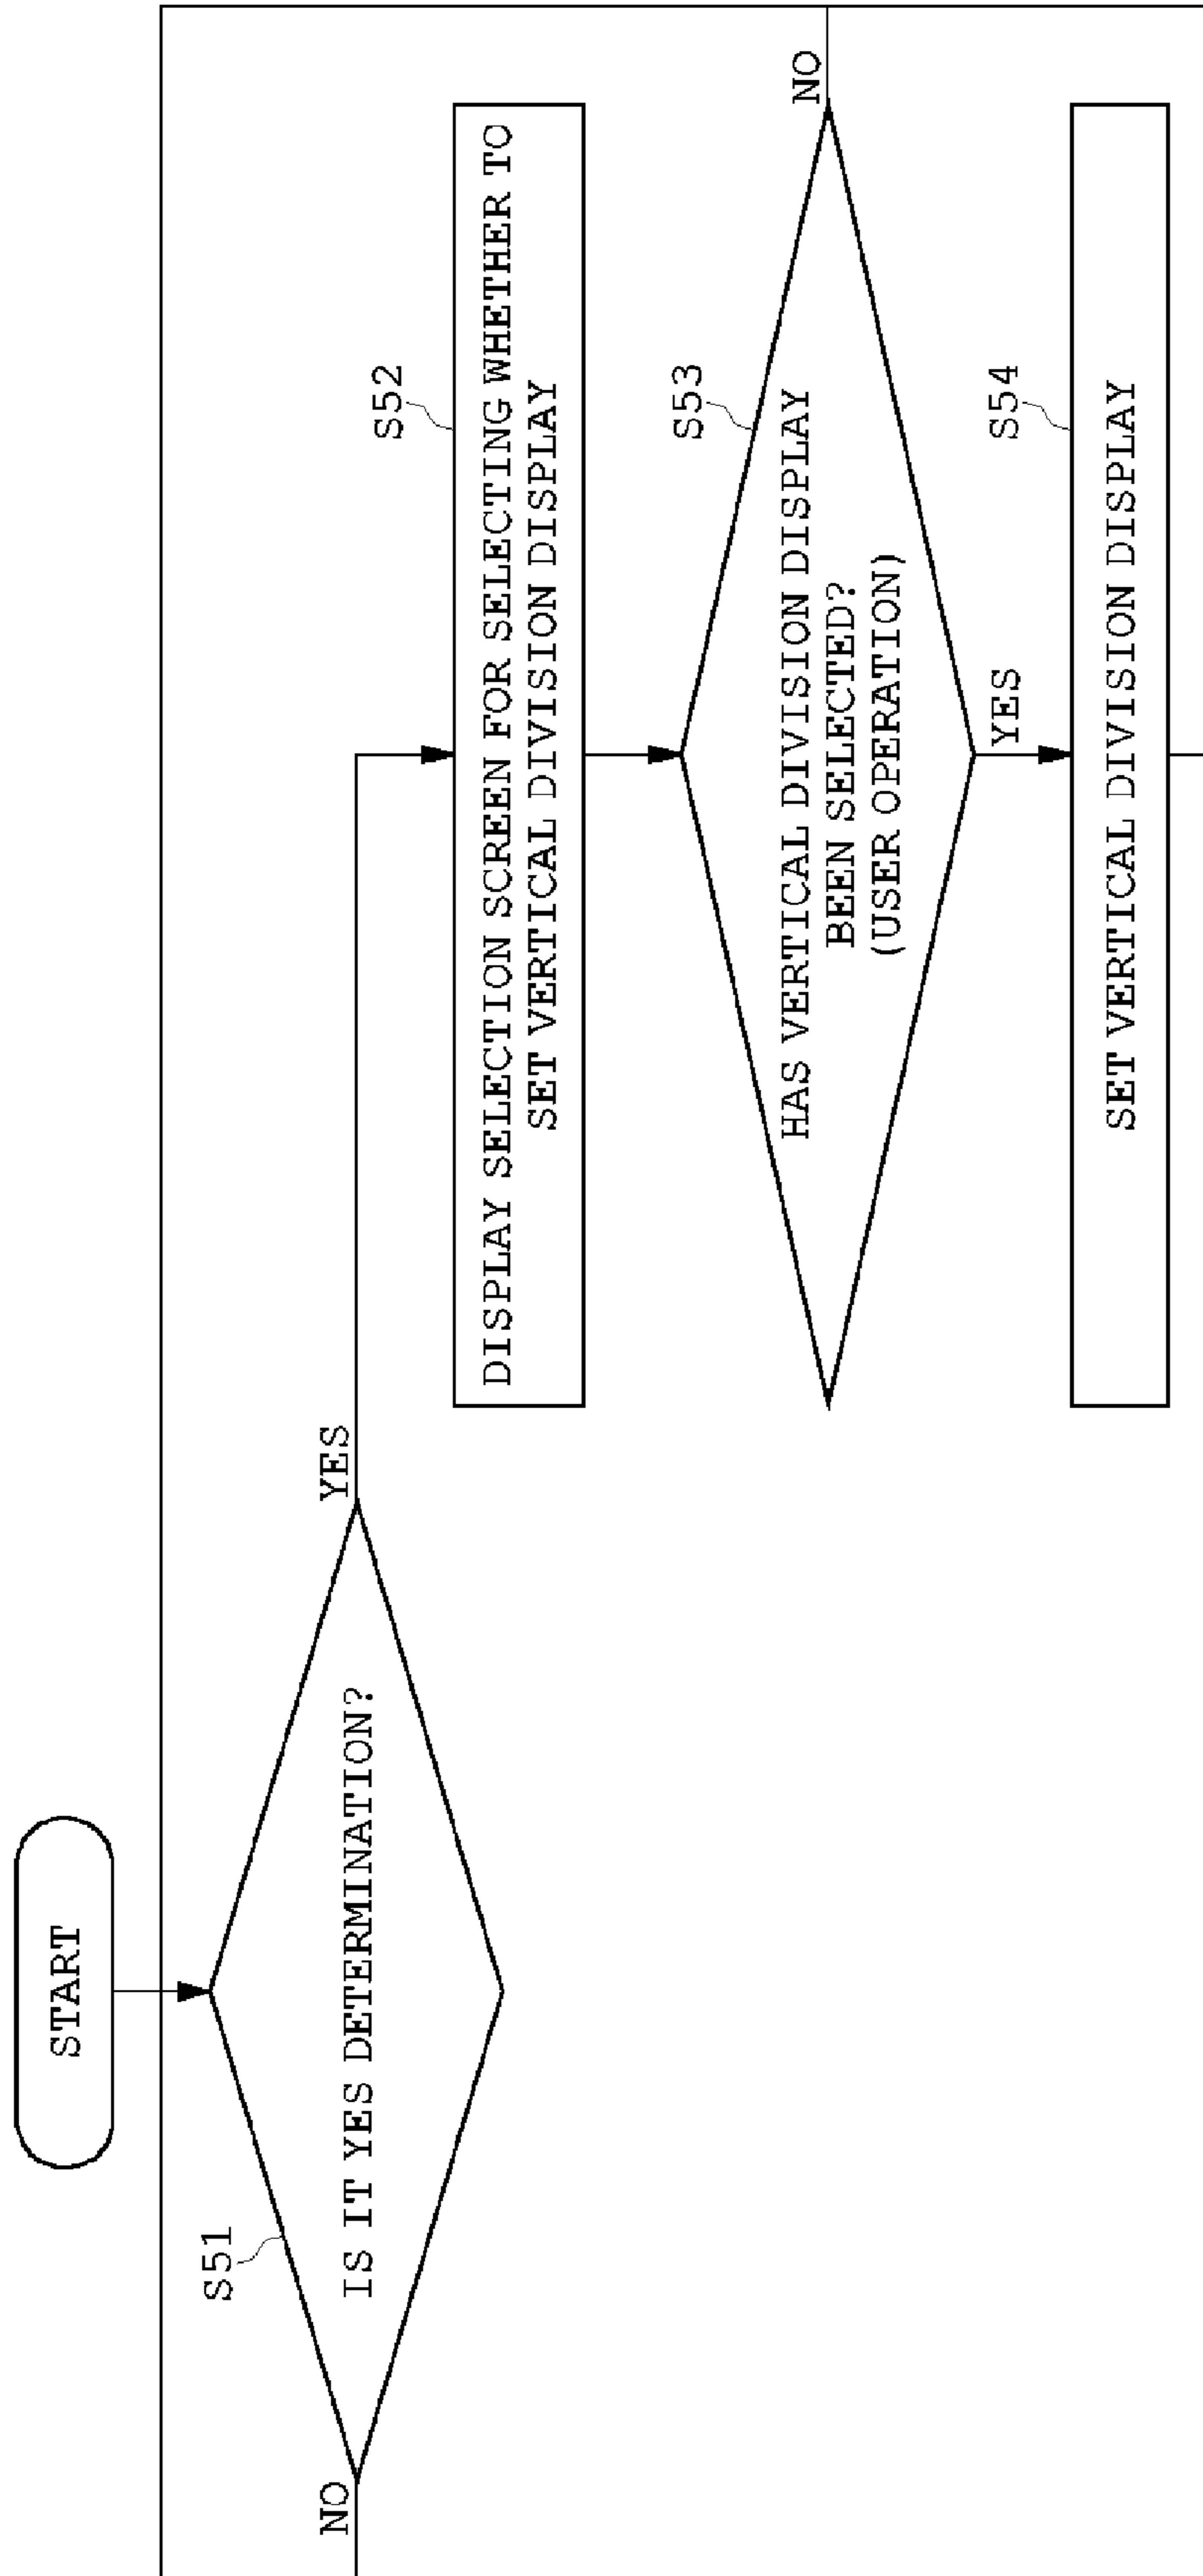 START
S51
IS IT YES DETERMINATION?
NO
YES
S52
DISPLAY SELECTION SCREEN FOR SELECTING WHETHER TO
SET VERTICAL DIVISION DISPLAY
S53
HAS VERTICAL DIVISION DISPLAY
BEEN SELECTED?
(USER OPERATION)
NO
YES
S54
SET VERTICAL DIVISION DISPLAY